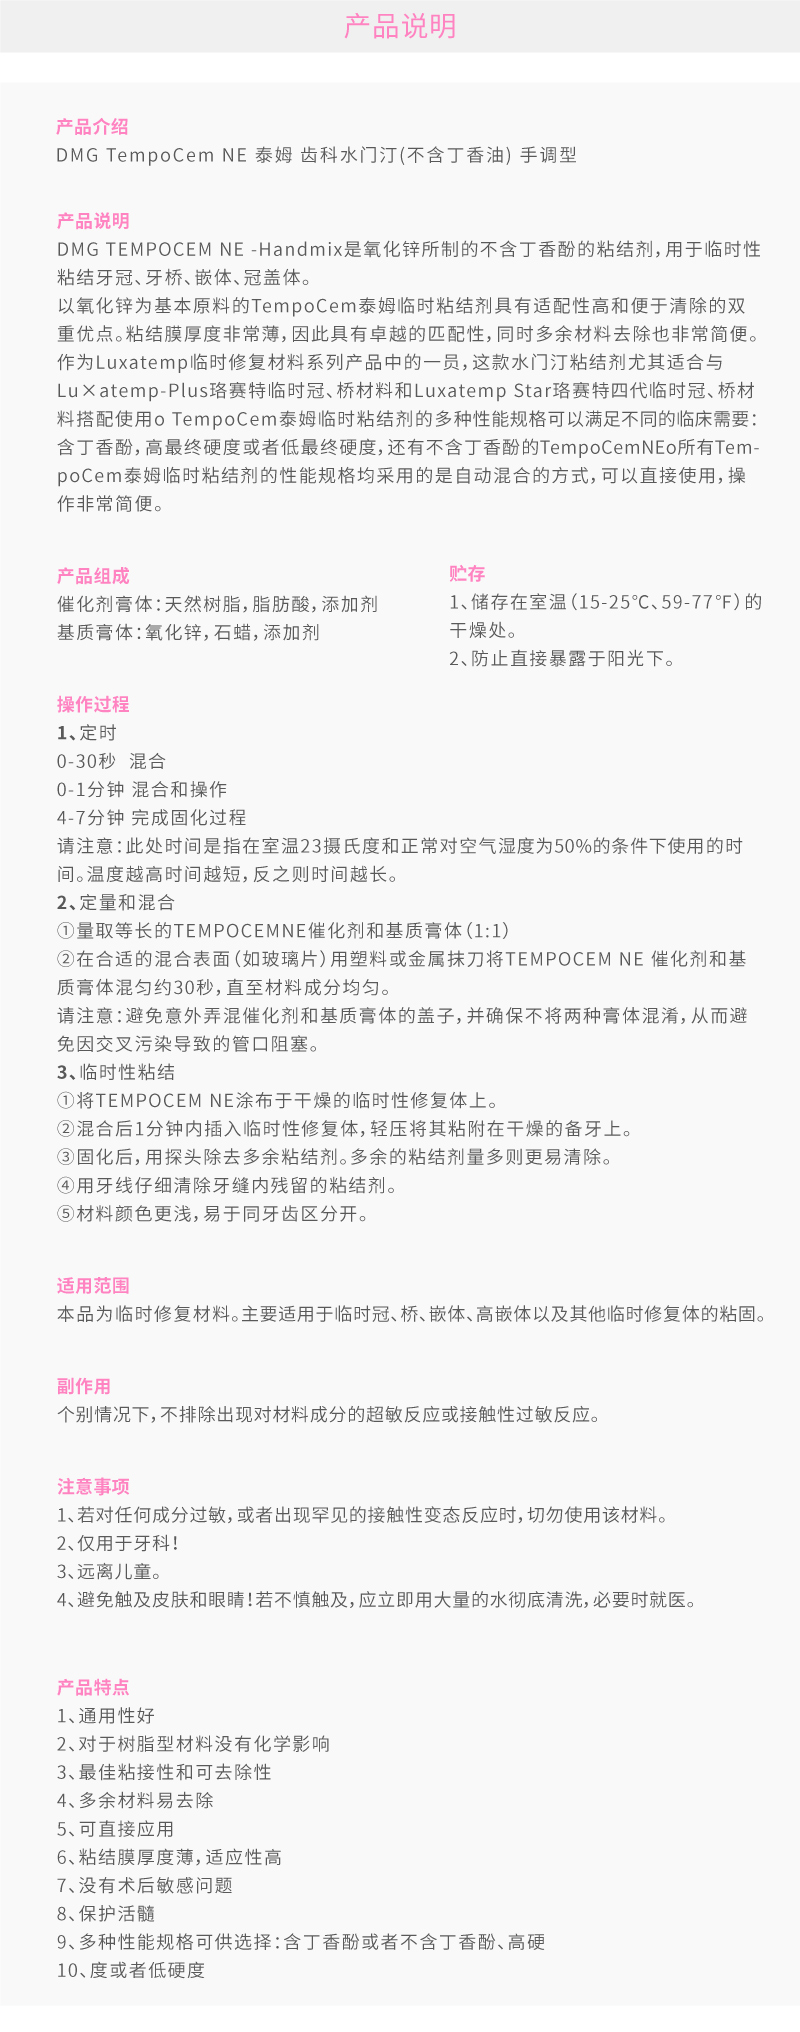 产品说明
产品介绍
DMG TempoCem NE 泰姆 齿科水门汀(不含丁香油) 手调型
产品说明
DMG TEMPOCEM NE -Handmix是氧化锌所制的不含丁香酚的粘结剂，用于临时性
粘结牙冠、牙桥、嵌体、冠盖体。
以氧化锌为基本原料的TempoCem泰姆临时粘结剂具有适配性高和便于清除的双
重优点。粘结膜厚度非常薄，因此具有卓越的匹配性，同时多余材料去除也非常简便。
作为Luxatemp临时修复材料系列产品中的一员，这款水门汀粘结剂尤其适合与
Lu×atemp-Plus珞赛特临时冠、桥材料和Luxatemp Star珞赛特四代临时冠、桥材
料搭配使用o TempoCem泰姆临时粘结剂的多种性能规格可以满足不同的临床需要：
含丁香酚，高最终硬度或者低最终硬度，还有不含丁香酚的TempoCemNEo所有Tem-
poCem泰姆临时粘结剂的性能规格均采用的是自动混合的方式，可以直接使用，操
作非常简便。
产品组成
催化剂膏体：天然树脂，脂肪酸，添加剂
基质膏体：氧化锌，石蜡，添加剂
贮存
1、储存在室温（15-25℃、59-77℉）的
干燥处。
2、防止直接暴露于阳光下。
操作过程
1、定时
0-30秒 混合
0-1分钟 混合和操作
4-7分钟 完成固化过程
请注意：此处时间是指在室温23摄氏度和正常对空气湿度为50%的条件下使用的时
间。温度越高时间越短，反之则时间越长。
2、定量和混合
①量取等长的TEMPOCEMNE催化剂和基质膏体（1:1）
②在合适的混合表面（如玻璃片）用塑料或金属抹刀将TEMPOCEM NE 催化剂和基
质膏体混匀约30秒，直至材料成分均匀。
请注意：避免意外弄混催化剂和基质膏体的盖子，并确保不将两种膏体混淆，从而避
免因交叉污染导致的管口阻塞。
3、临时性粘结
①将TEMPOCEM NE涂布于干燥的临时性修复体上。
②混合后1分钟内插入临时性修复体，轻压将其粘附在干燥的备牙上。
③固化后，用探头除去多余粘结剂。多余的粘结剂量多则更易清除。
④用牙线仔细清除牙缝内残留的粘结剂。
⑤材料颜色更浅，易于同牙齿区分开。
适用范围
本品为临时修复材料。主要适用于临时冠、桥、嵌体、高嵌体以及其他临时修复体的粘固。
副作用
个别情况下，不排除出现对材料成分的超敏反应或接触性过敏反应。
注意事项
1、若对任何成分过敏，或者出现罕见的接触性变态反应时，切勿使用该材料。
2、仅用于牙科！
3、远离儿童。
4、避免触及皮肤和眼睛！若不慎触及，应立即用大量的水彻底清洗，必要时就医。
产品特点
1、通用性好
2、对于树脂型材料没有化学影响
3、最佳粘接性和可去除性
4、多余材料易去除
5、可直接应用
6、粘结膜厚度薄，适应性高
7、没有术后敏感问题
8、保护活髓
9、多种性能规格可供选择：含丁香酚或者不含丁香酚、高硬
10、度或者低硬度